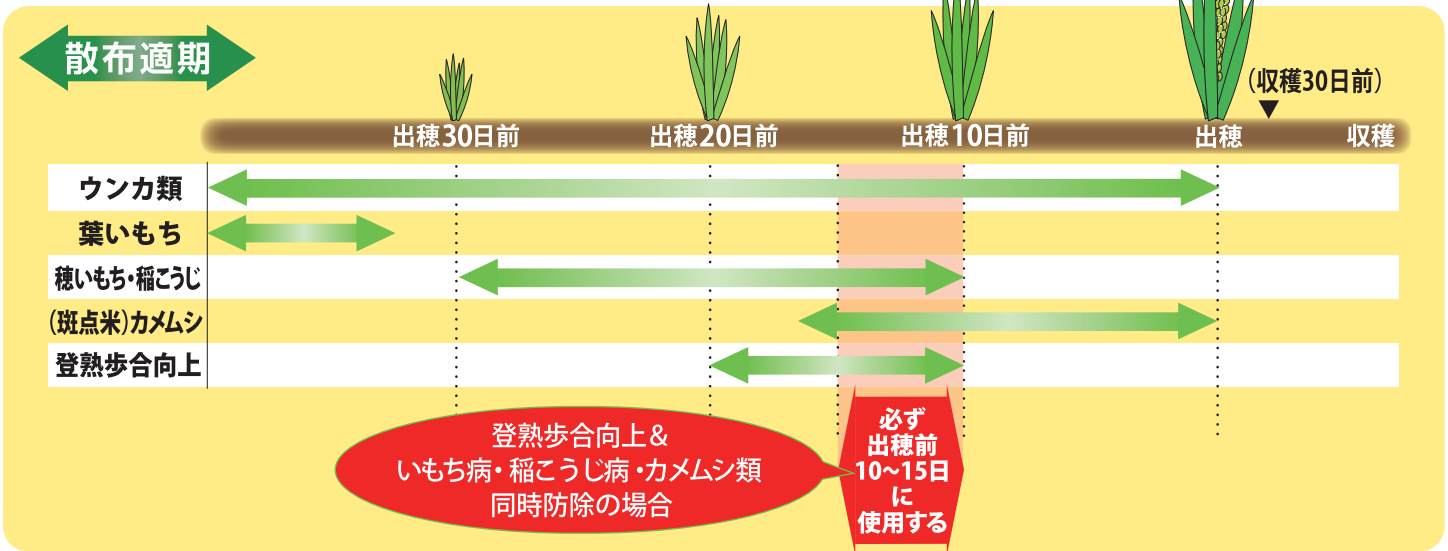 散布適期
(収穫30日前)
出穂30日前
出穂20日前
出穂10日前
出穂
収穫
ウンカ類
葉いもち
穂いもち・稲こうじ
(斑点米)カメムシ
登熟歩合向上
登熟歩合向上&
いもち病・稲こうじ病・カメムシ類
同時防除の場合
必ず
出穂前
10~15日
に
使用する